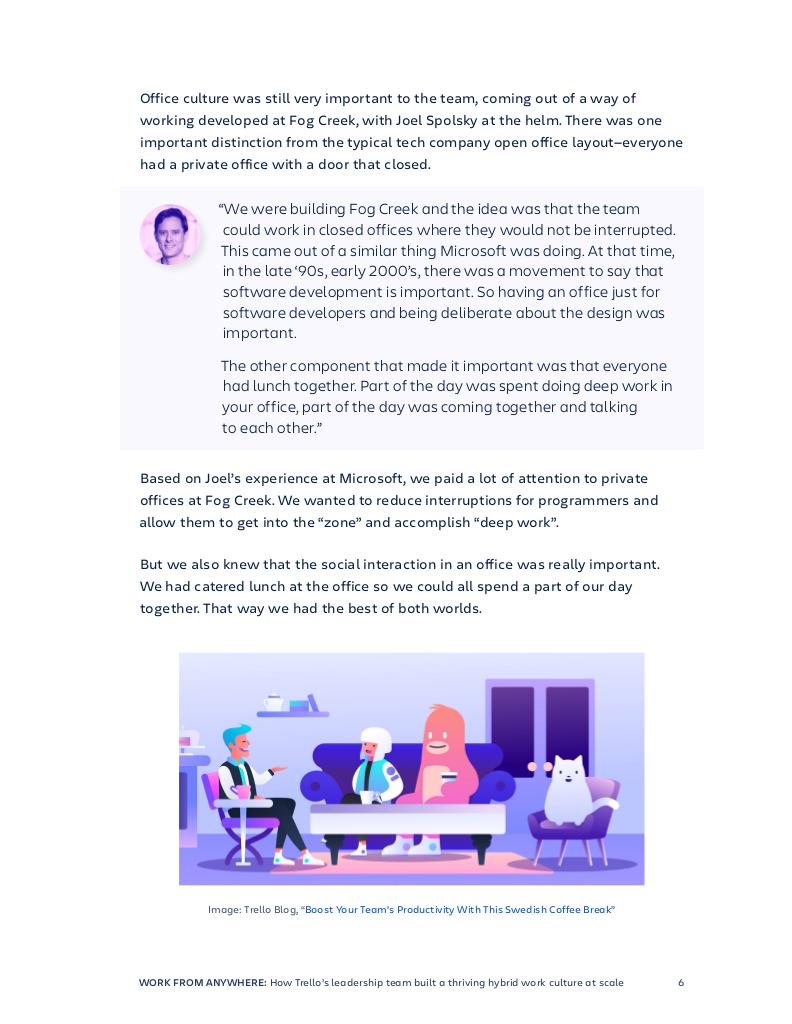 Office culture was still very important to the team, coming out of a way of
working developed at Fog Creek, with Joel Spolsky at the helm. There was one
important distinction from the typical tech company open office layout–everyone
had a private office with a door that closed.
“We were building Fog Creek and the idea was that the team
could work in closed offices where they would not be interrupted.
This came out of a similar thing Microsoft was doing. At that time,
in the late ‘90s, early 2000’s, there was a movement to say that
software development is important. So having an office just for
software developers and being deliberate about the design was
important.
The other component that made it important was that everyone
had lunch together. Part of the day was spent doing deep work in
your office, part of the day was coming together and talking
to each other.”
Based on Joel’s experience at Microsoft, we paid a lot of attention to private
offices at Fog Creek. We wanted to reduce interruptions for programmers and
allow them to get into the “zone” and accomplish “deep work”.
But we also knew that the social interaction in an office was really important.
We had catered lunch at the office so we could all spend a part of our day
together. That way we had the best of both worlds.
Image: Trello Blog, “Boost Your Team’s Productivity With This Swedish Coffee Break”
WORK FROM ANYWHERE: How Trello’s leadership team built a thriving hybrid work culture at scale 6